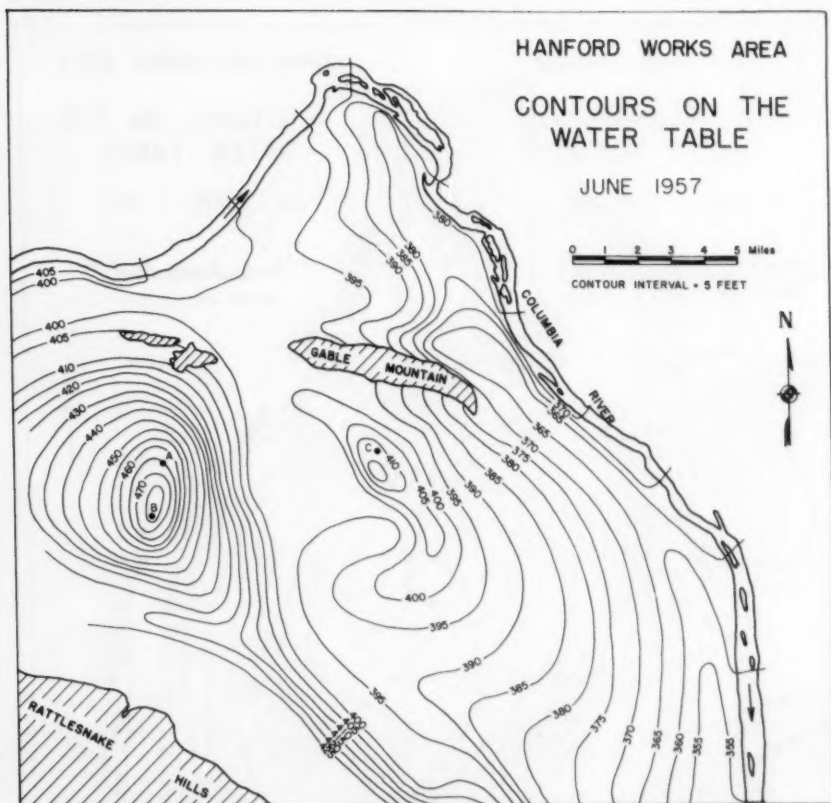 HANFORD WORKS AREA
CONTOURS ON THE
WATER TABLE
JUNE 1957
0 1 2 3 4 5 Miles
CONTOUR INTERVAL = 5 FEET
N
COLUMBIA
RIVER
380
380
385
390
395
405
400
400
405
410
420
430
440
450
460
470
A
B
GABLE
MOUNTAIN
C
410
405
400
395
390
385
380
375
370
365
370
365
400
395
390
385
380
375
370
365
360
355
355
395
RATTLESNAKE
HILLS